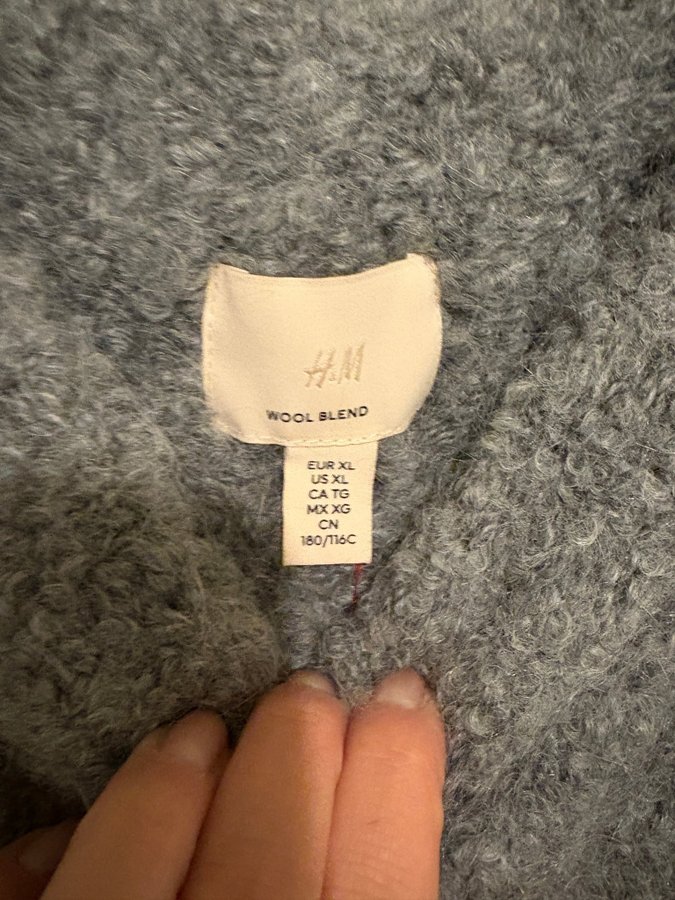 H&M
WOOL BLEND
EUR XL
US XL
CA TG
MX XG
CN
180/116C